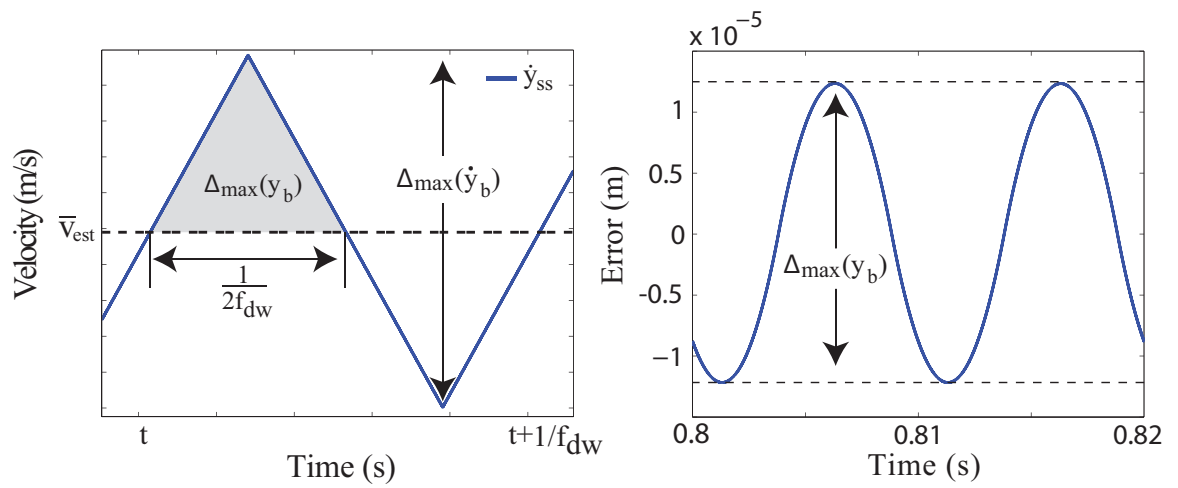 Velocity (m/s)
v̅est
ẏss
Δmax(yb)
Δmax(ẏb)
1
2fdw
t
t+1/fdw
Time (s)
x 10⁻⁵
Error (m)
1
0.5
0
-0.5
−1
Δmax(yb)
0.8
0.81
0.82
Time (s)